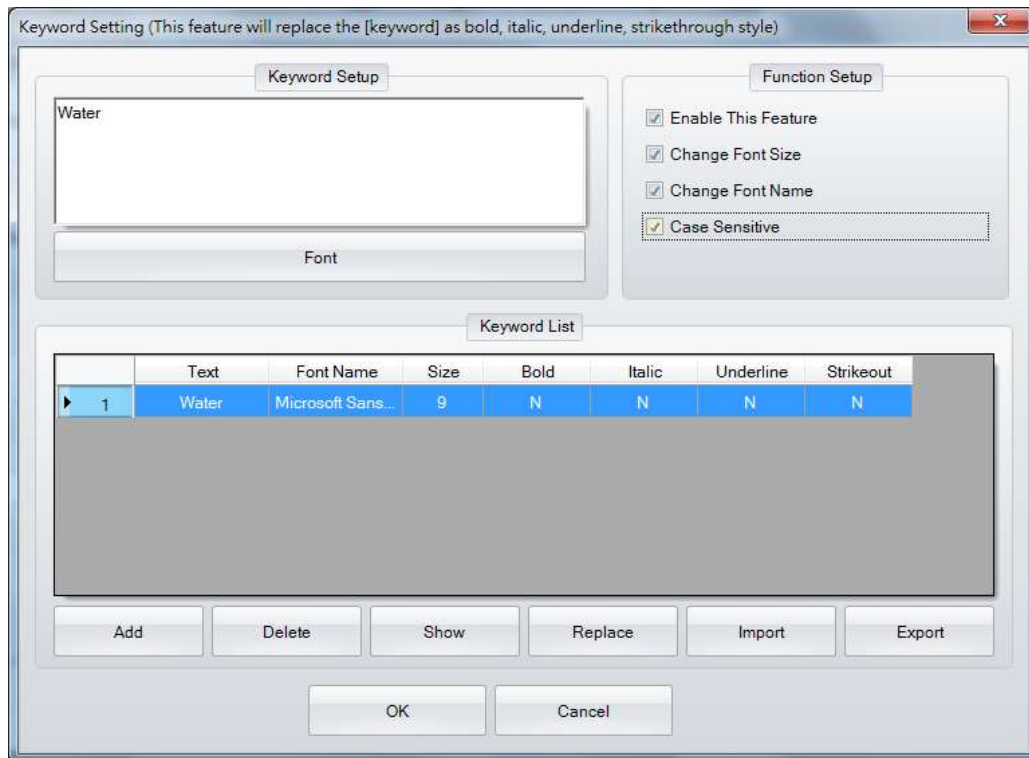 Keyword Setting (This feature will replace the [keyword] as bold, italic, underline, strikethrough style)
Keyword Setup
Water
Font
Function Setup
Enable This Feature
Change Font Size
Change Font Name
Case Sensitive
Keyword List
Text Font Name Size Bold Italic Underline Strikeout
1 Water Microsoft Sans... 9 N N N N
Add Delete Show Replace Import Export
OK Cancel